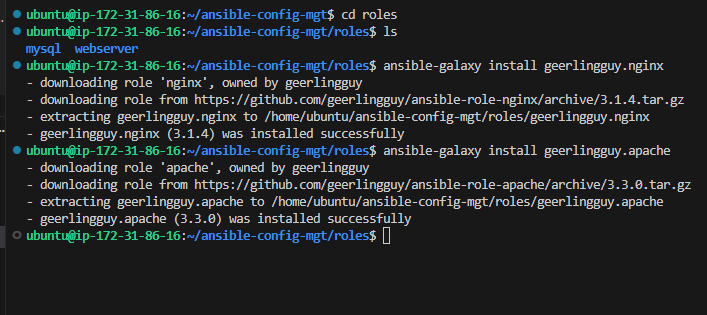 ubuntu@ip-172-31-86-16:~/ansible-config-mgt$ cd roles
ubuntu@ip-172-31-86-16:~/ansible-config-mgt/roles$ ls
mysql  webserver
ubuntu@ip-172-31-86-16:~/ansible-config-mgt/roles$ ansible-galaxy install geerlingguy.nginx
- downloading role 'nginx', owned by geerlingguy
- downloading role from https://github.com/geerlingguy/ansible-role-nginx/archive/3.1.4.tar.gz
- extracting geerlingguy.nginx to /home/ubuntu/ansible-config-mgt/roles/geerlingguy.nginx
- geerlingguy.nginx (3.1.4) was installed successfully
ubuntu@ip-172-31-86-16:~/ansible-config-mgt/roles$ ansible-galaxy install geerlingguy.apache
- downloading role 'apache', owned by geerlingguy
- downloading role from https://github.com/geerlingguy/ansible-role-apache/archive/3.3.0.tar.gz
- extracting geerlingguy.apache to /home/ubuntu/ansible-config-mgt/roles/geerlingguy.apache
- geerlingguy.apache (3.3.0) was installed successfully
ubuntu@ip-172-31-86-16:~/ansible-config-mgt/roles$